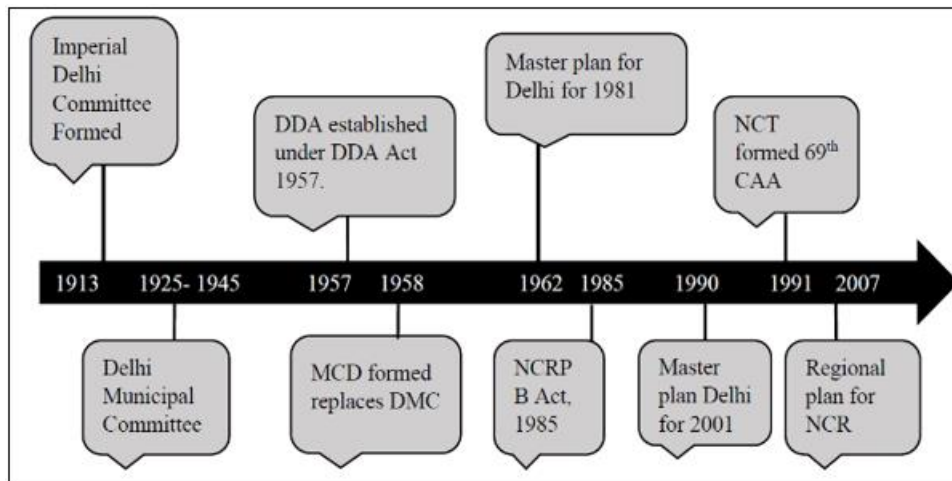 Imperial
Delhi
Committee
Formed
DDA established
under DDA Act
1957.
Master plan for
Delhi for 1981
NCT
formed 69th
CAA
1913 1925- 1945 1957 1958 1962 1985 1990 1991 2007
Delhi
Municipal
Committee
MCD formed
replaces DMC
NCRP
B Act,
1985
Master
plan Delhi
for 2001
Regional
plan for
NCR